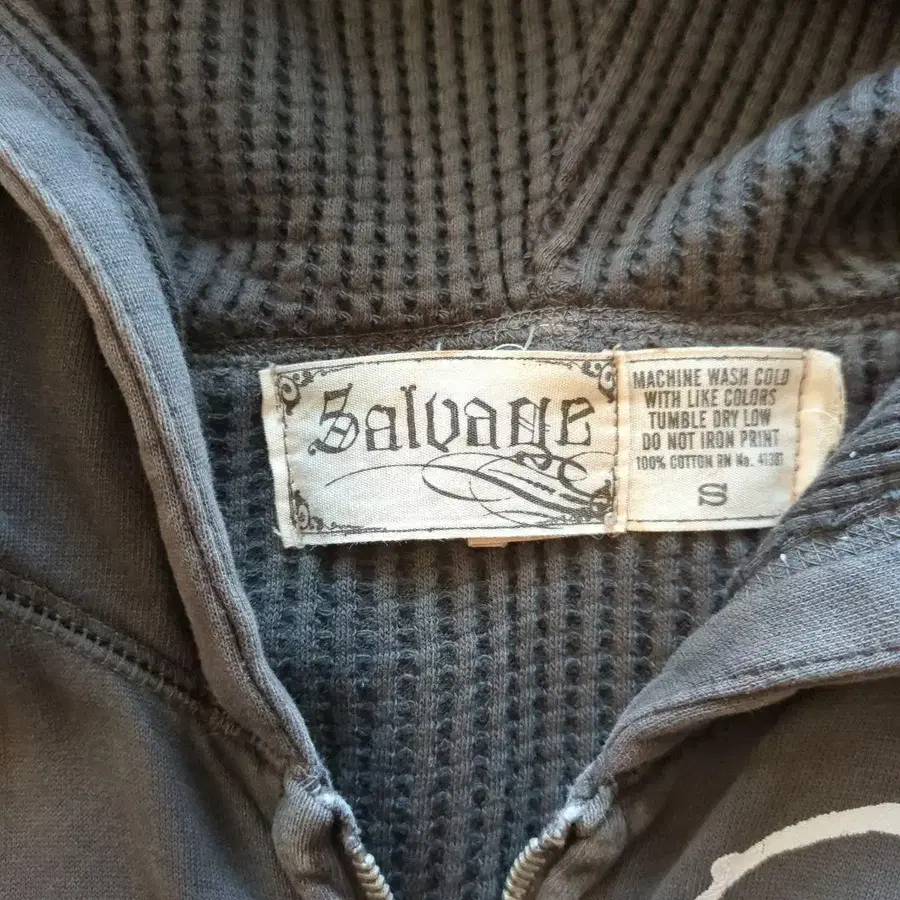 Salvage
MACHINE WASH COLD
WITH LIKE COLORS
TUMBLE DRY LOW
DO NOT IRON PRINT
100% COTTON RN No. 41381
S